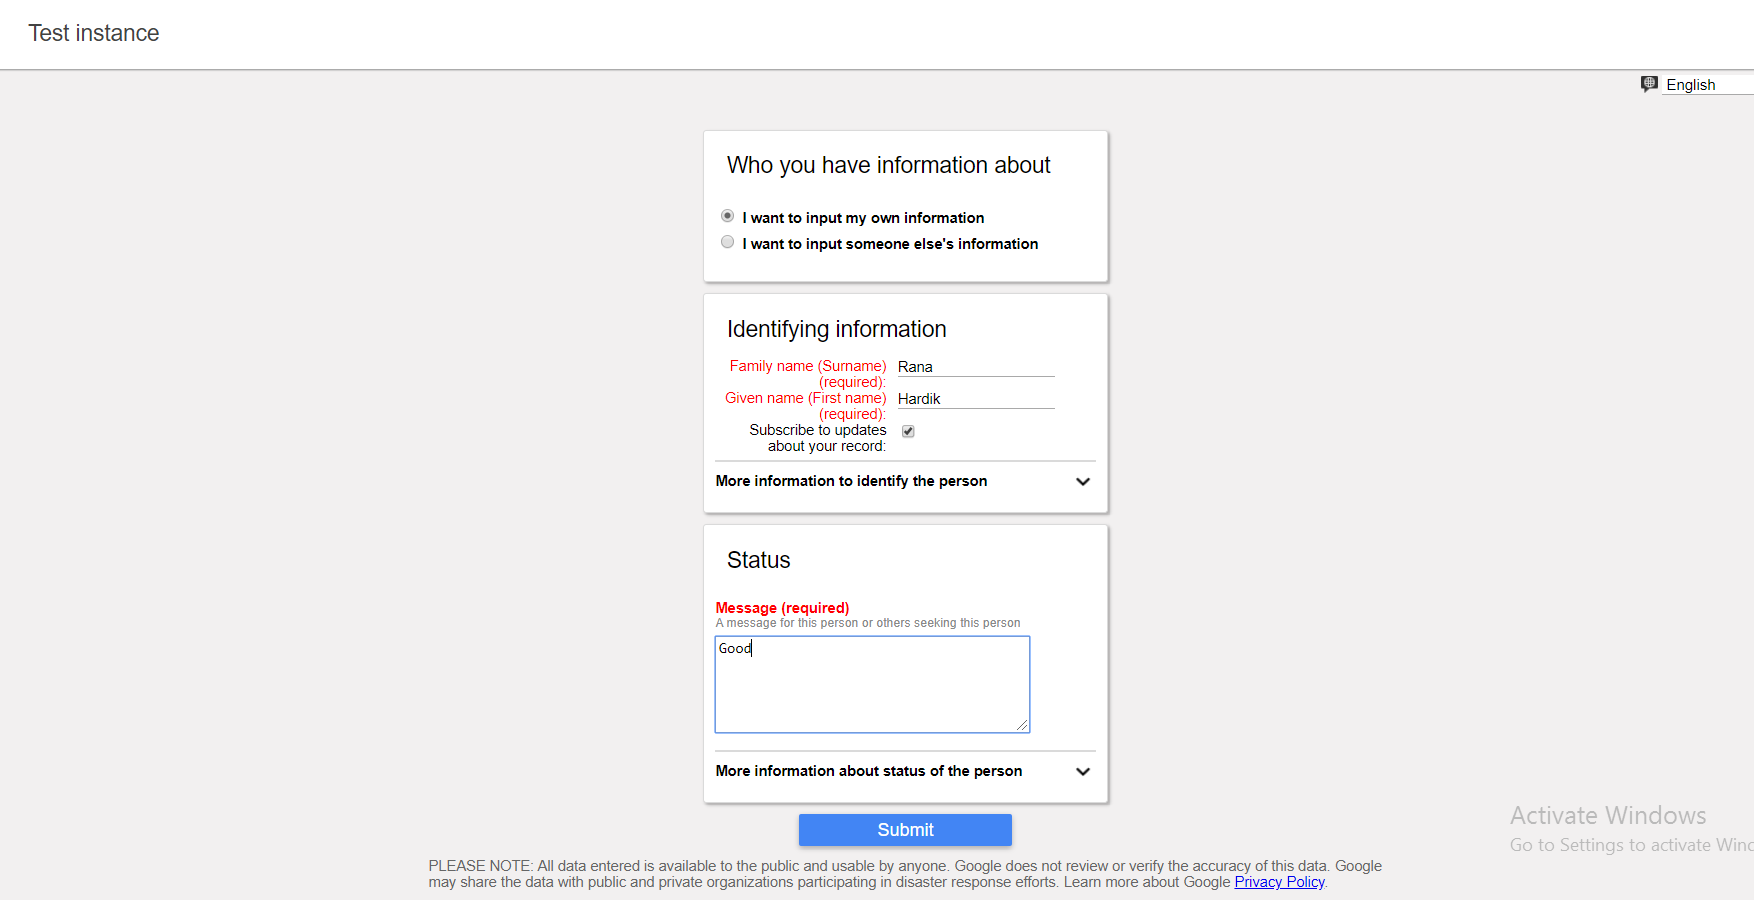 Test instance
English
Who you have information about
I want to input my own information
I want to input someone else's information
Identifying information
Family name (Surname) Rana
(required):
Given name (First name) Hardik
(required):
Subscribe to updates
about your record:
More information to identify the person
Status
Message (required)
A message for this person or others seeking this person
Good
More information about status of the person
Submit
Activate Windows
Go to Settings to activate
PLEASE NOTE: All data entered is available to the public and usable by anyone. Google does not review or verify the accuracy of this data. Google
may share the data with public and private organizations participating in disaster response efforts. Learn more about Google Privacy Policy.